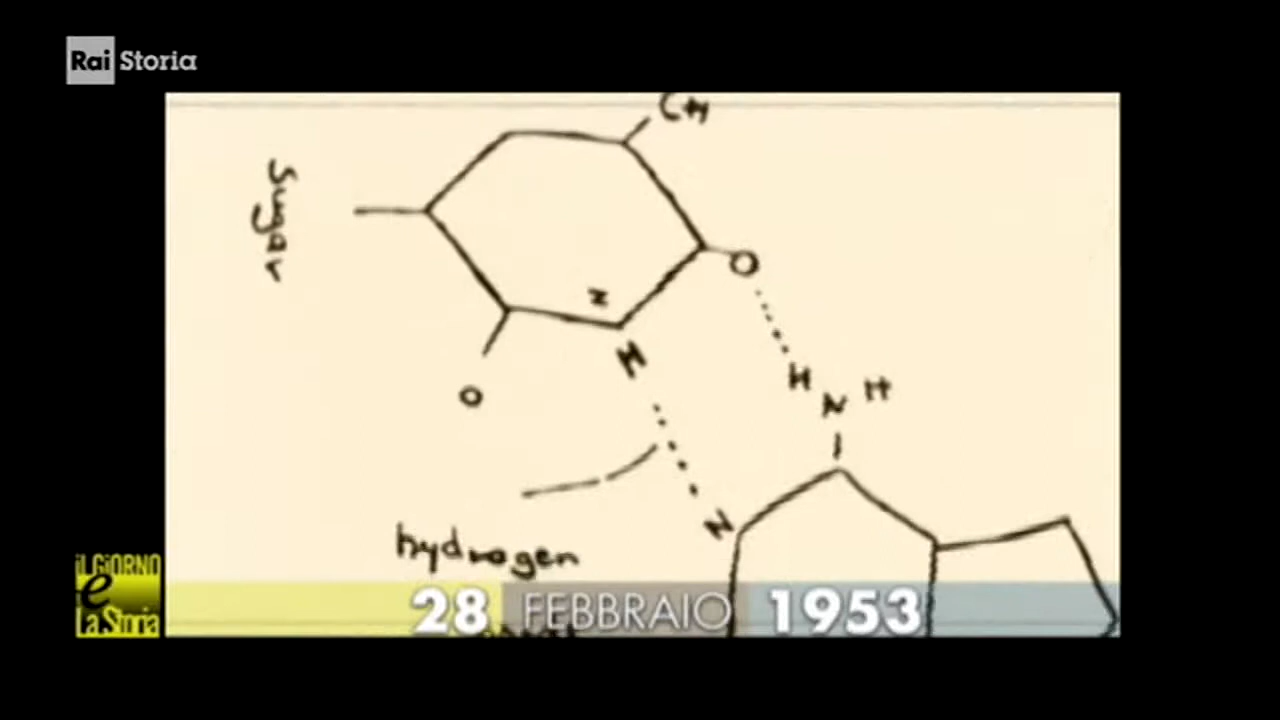 Rai Storia
CH
Sugar
O
N
H
O
H
N H
N
hydrogen
iL GiORNO
e
La Storia
28 FEBBRAIO 1953